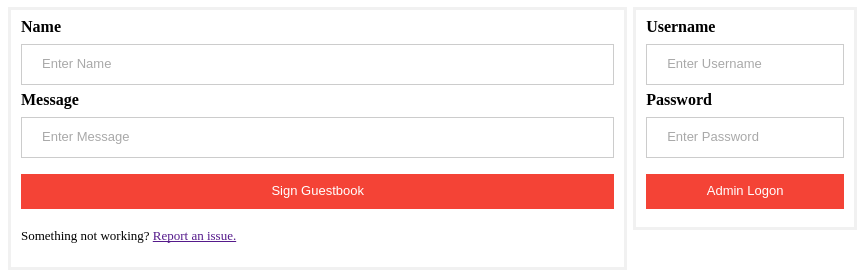 Name
Enter Name
Message
Enter Message
Sign Guestbook
Something not working? Report an issue.
Username
Enter Username
Password
Enter Password
Admin Logon